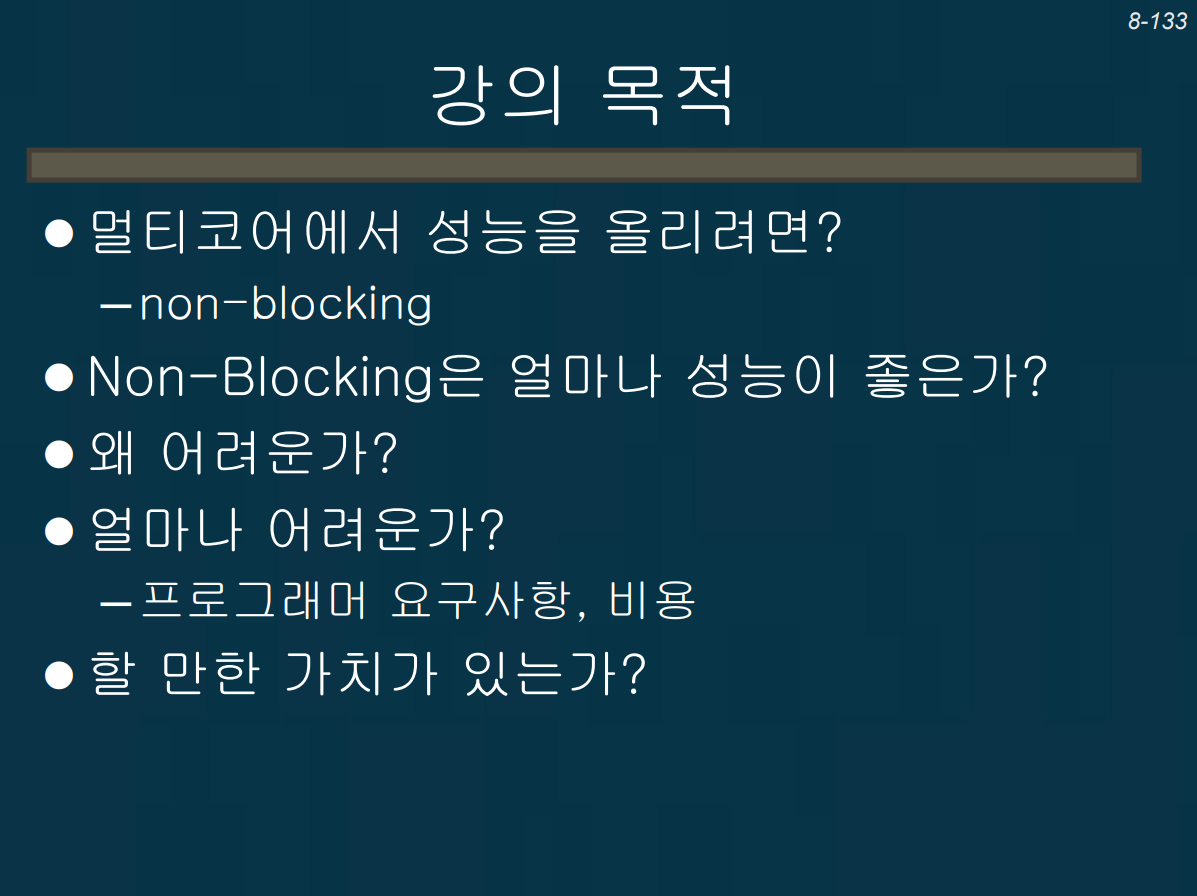 8-133
강의 목적
● 멀티코어에서 성능을 올리려면?
–non-blocking
● Non-Blocking은 얼마나 성능이 좋은가?
● 왜 어려운가?
● 얼마나 어려운가?
–프로그래머 요구사항, 비용
● 할 만한 가치가 있는가?